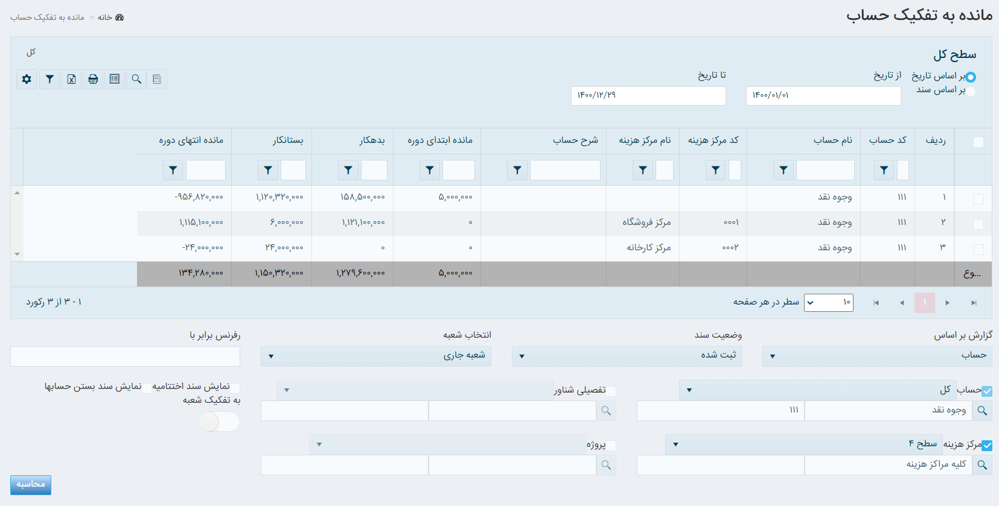 مانده به تفکیک حساب
خانه > مانده به تفکیک حساب
سطح کل
کل
بر اساس تاریخ
بر اساس سند
از تاریخ
۱۴۰۰/۰۱/۰۱
تا تاریخ
۱۴۰۰/۱۲/۲۹
ردیف کد حساب نام حساب کد مرکز هزینه نام مرکز هزینه شرح حساب مانده ابتدای دوره بدهکار بستانکار مانده انتهای دوره
۱ ۱۱۱ وجوه نقد ۵,۰۰۰,۰۰۰ ۱۵۸,۵۰۰,۰۰۰ ۱,۱۲۰,۳۲۰,۰۰۰ -۹۵۶,۸۲۰,۰۰۰
۲ ۱۱۱ وجوه نقد ۰۰۰۱ مرکز فروشگاه ۰ ۱,۱۲۱,۱۰۰,۰۰۰ ۶,۰۰۰,۰۰۰ ۱,۱۱۵,۱۰۰,۰۰۰
۳ ۱۱۱ وجوه نقد ۰۰۰۲ مرکز کارخانه ۰ ۰ ۲۴,۰۰۰,۰۰۰ -۲۴,۰۰۰,۰۰۰
...وع ۵,۰۰۰,۰۰۰ ۱,۲۷۹,۶۰۰,۰۰۰ ۱,۱۵۰,۳۲۰,۰۰۰ ۱۳۴,۲۸۰,۰۰۰
۱ ۱۰ سطر در هر صفحه
۱ - ۳ از ۳ رکورد
گزارش بر اساس وضعیت سند انتخاب شعبه رفرنس برابر با
حساب ثبت شده شعبه جاری
حساب کل تفصیلی شناور نمایش سند اختتامیه نمایش سند بستن حسابها
به تفکیک شعبه
وجوه نقد ۱۱۱
مرکز هزینه سطح ۴ پروژه
کلیه مراکز هزینه
محاسبه